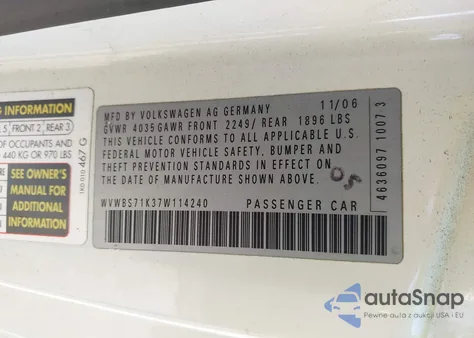 G INFORMATION
5 FRONT 2 REAR 3
OF OCCUPANTS AND
440 KG OR 970 LBS
SEE OWNER'S
MANUAL FOR
ADDITIONAL
INFORMATION
1K0 010 467 G
MFD BY VOLKSWAGEN AG GERMANY 11/06
GVWR 4035 GAWR FRONT 2249/ REAR 1896 LBS
THIS VEHICLE CONFORMS TO ALL APPLICABLE U.S.
FEDERAL MOTOR VEHICLE SAFETY, BUMPER AND
THEFT PREVENTION STANDARDS IN EFFECT ON
THE DATE OF MANUFACTURE SHOWN ABOVE.
05
WVWBS71K37W114240 PASSENGER CAR
4636097 11007 3
autoSnap
Pewne auta z aukcji USA i EU